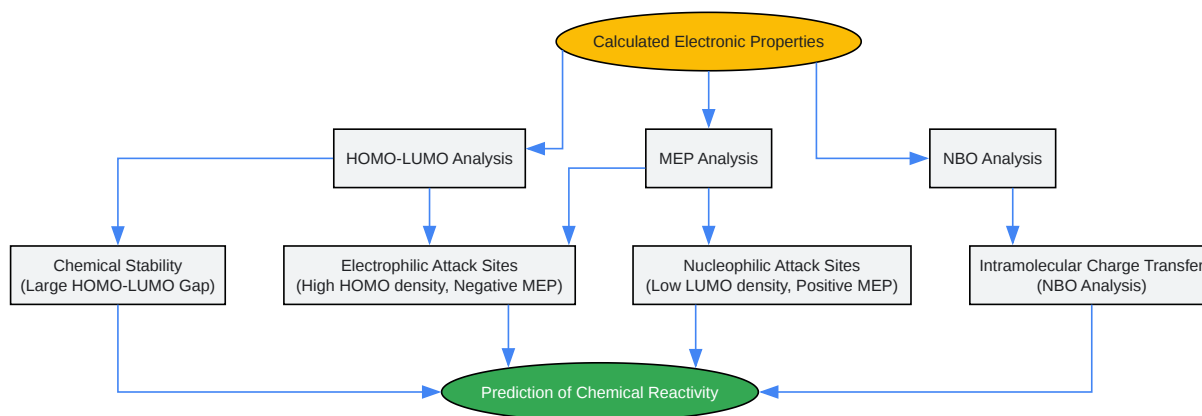 Calculated Electronic Properties
HOMO-LUMO Analysis
MEP Analysis
NBO Analysis
Chemical Stability
(Large HOMO-LUMO Gap)
Electrophilic Attack Sites
(High HOMO density, Negative MEP)
Nucleophilic Attack Sites
(Low LUMO density, Positive MEP)
Intramolecular Charge Transfer
(NBO Analysis)
Prediction of Chemical Reactivity